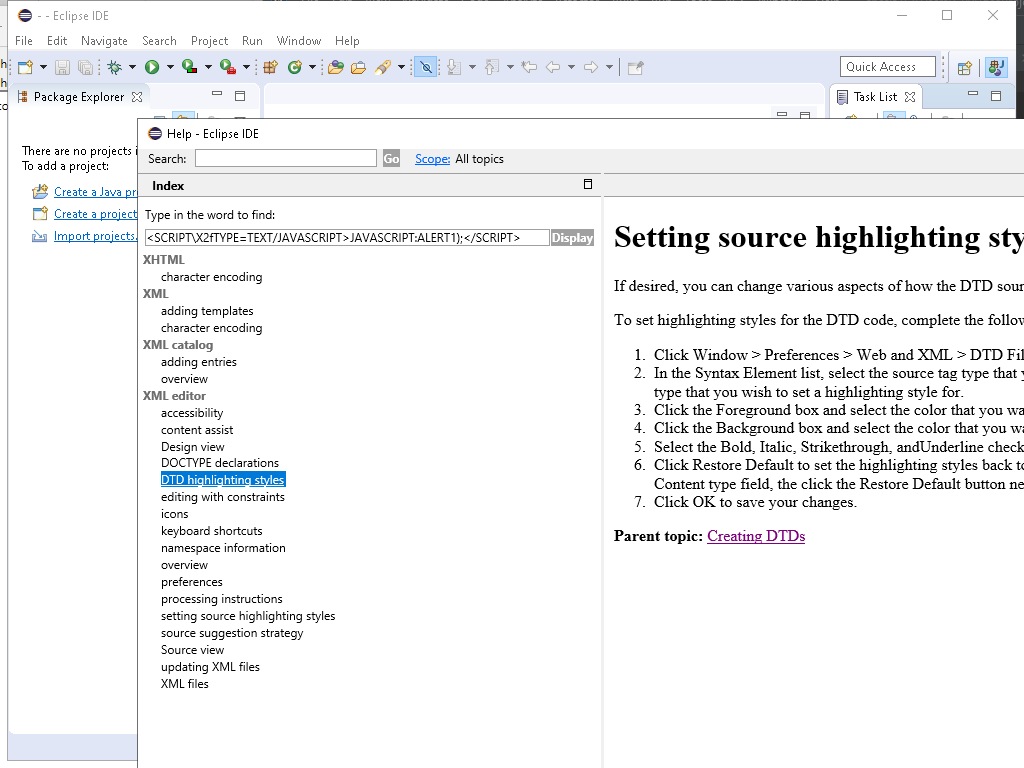 - - Eclipse IDE
File Edit Navigate Search Project Run Window Help
Quick Access
Package Explorer
Task List
There are no projects i
To add a project:
Create a Java pr
Create a project
Import projects.
Help - Eclipse IDE
Search:
Go
Scope: All topics
Index
Type in the word to find:
<SCRIPT\X2fTYPE=TEXT/JAVASCRIPT>JAVASCRIPT:ALERT1);</SCRIPT>
Display
XHTML
character encoding
XML
adding templates
character encoding
XML catalog
adding entries
overview
XML editor
accessibility
content assist
Design view
DOCTYPE declarations
DTD highlighting styles
editing with constraints
icons
keyboard shortcuts
namespace information
overview
preferences
processing instructions
setting source highlighting styles
source suggestion strategy
Source view
updating XML files
XML files
Setting source highlighting sty
If desired, you can change various aspects of how the DTD sour
To set highlighting styles for the DTD code, complete the follow
1. Click Window > Preferences > Web and XML > DTD Fil
2. In the Syntax Element list, select the source tag type that y
type that you wish to set a highlighting style for.
3. Click the Foreground box and select the color that you wa
4. Click the Background box and select the color that you wa
5. Select the Bold, Italic, Strikethrough, andUnderline check
6. Click Restore Default to set the highlighting styles back to
Content type field, the click the Restore Default button ne
7. Click OK to save your changes.
Parent topic: Creating DTDs